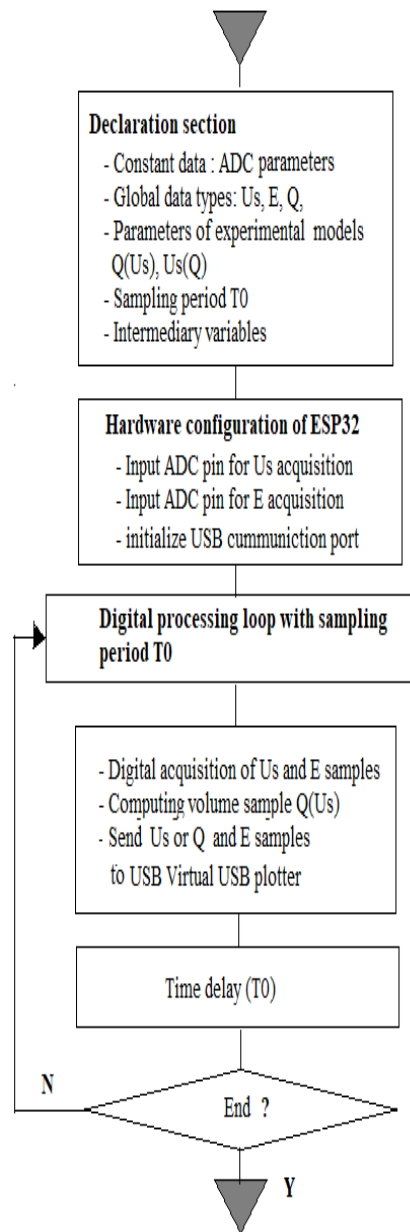 Declaration section
- Constant data : ADC parameters
- Global data types: Us, E, Q,
- Parameters of experimental models
Q(Us), Us(Q)
- Sampling period T0
- Intermediary variables
Hardware configuration of ESP32
- Input ADC pin for Us acquisition
- Input ADC pin for E acquisition
- initialize USB cummuniction port
Digital processing loop with sampling
period T0
- Digital acquisition of Us and E samples
- Computing volume sample Q(Us)
- Send Us or Q and E samples
to USB Virtual USB plotter
Time delay (T0)
N
End ?
Y